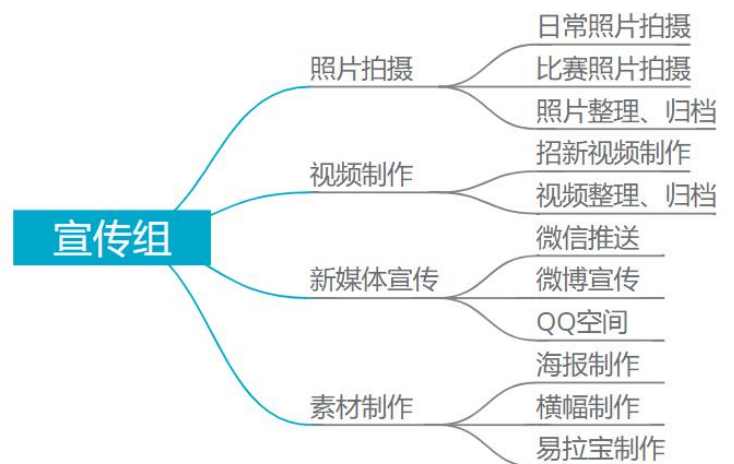 宣传组
照片拍摄
日常照片拍摄
比赛照片拍摄
照片整理、归档
视频制作
招新视频制作
视频整理、归档
新媒体宣传
微信推送
微博宣传
QQ空间
素材制作
海报制作
横幅制作
易拉宝制作